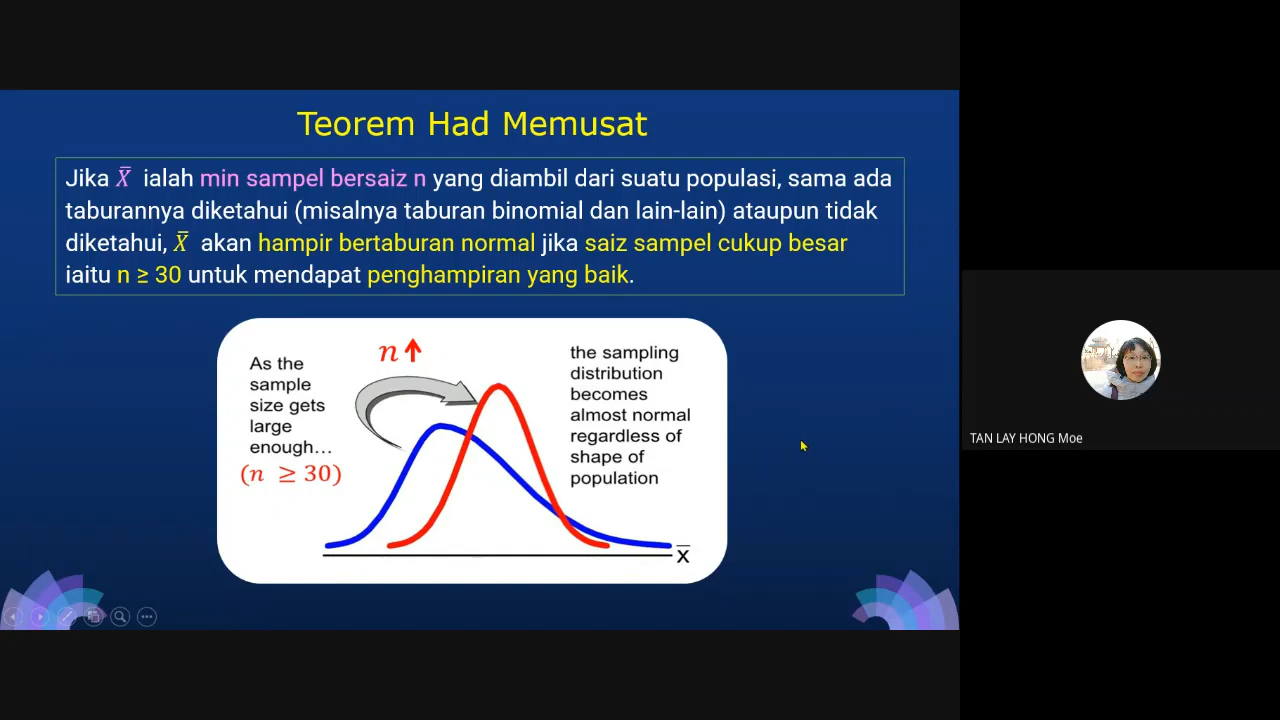 Teorem Had Memusat
Jika X̅ ialah min sampel bersaiz n yang diambil dari suatu populasi, sama ada
taburannya diketahui (misalnya taburan binomial dan lain-lain) ataupun tidak
diketahui, X̅ akan hampir bertaburan normal jika saiz sampel cukup besar
iaitu n ≥ 30 untuk mendapat penghampiran yang baik.
As the
sample
size gets
large
enough...
(n ≥ 30)
n↑
the sampling
distribution
becomes
almost normal
regardless of
shape of
population
x̅
TAN LAY HONG Moe